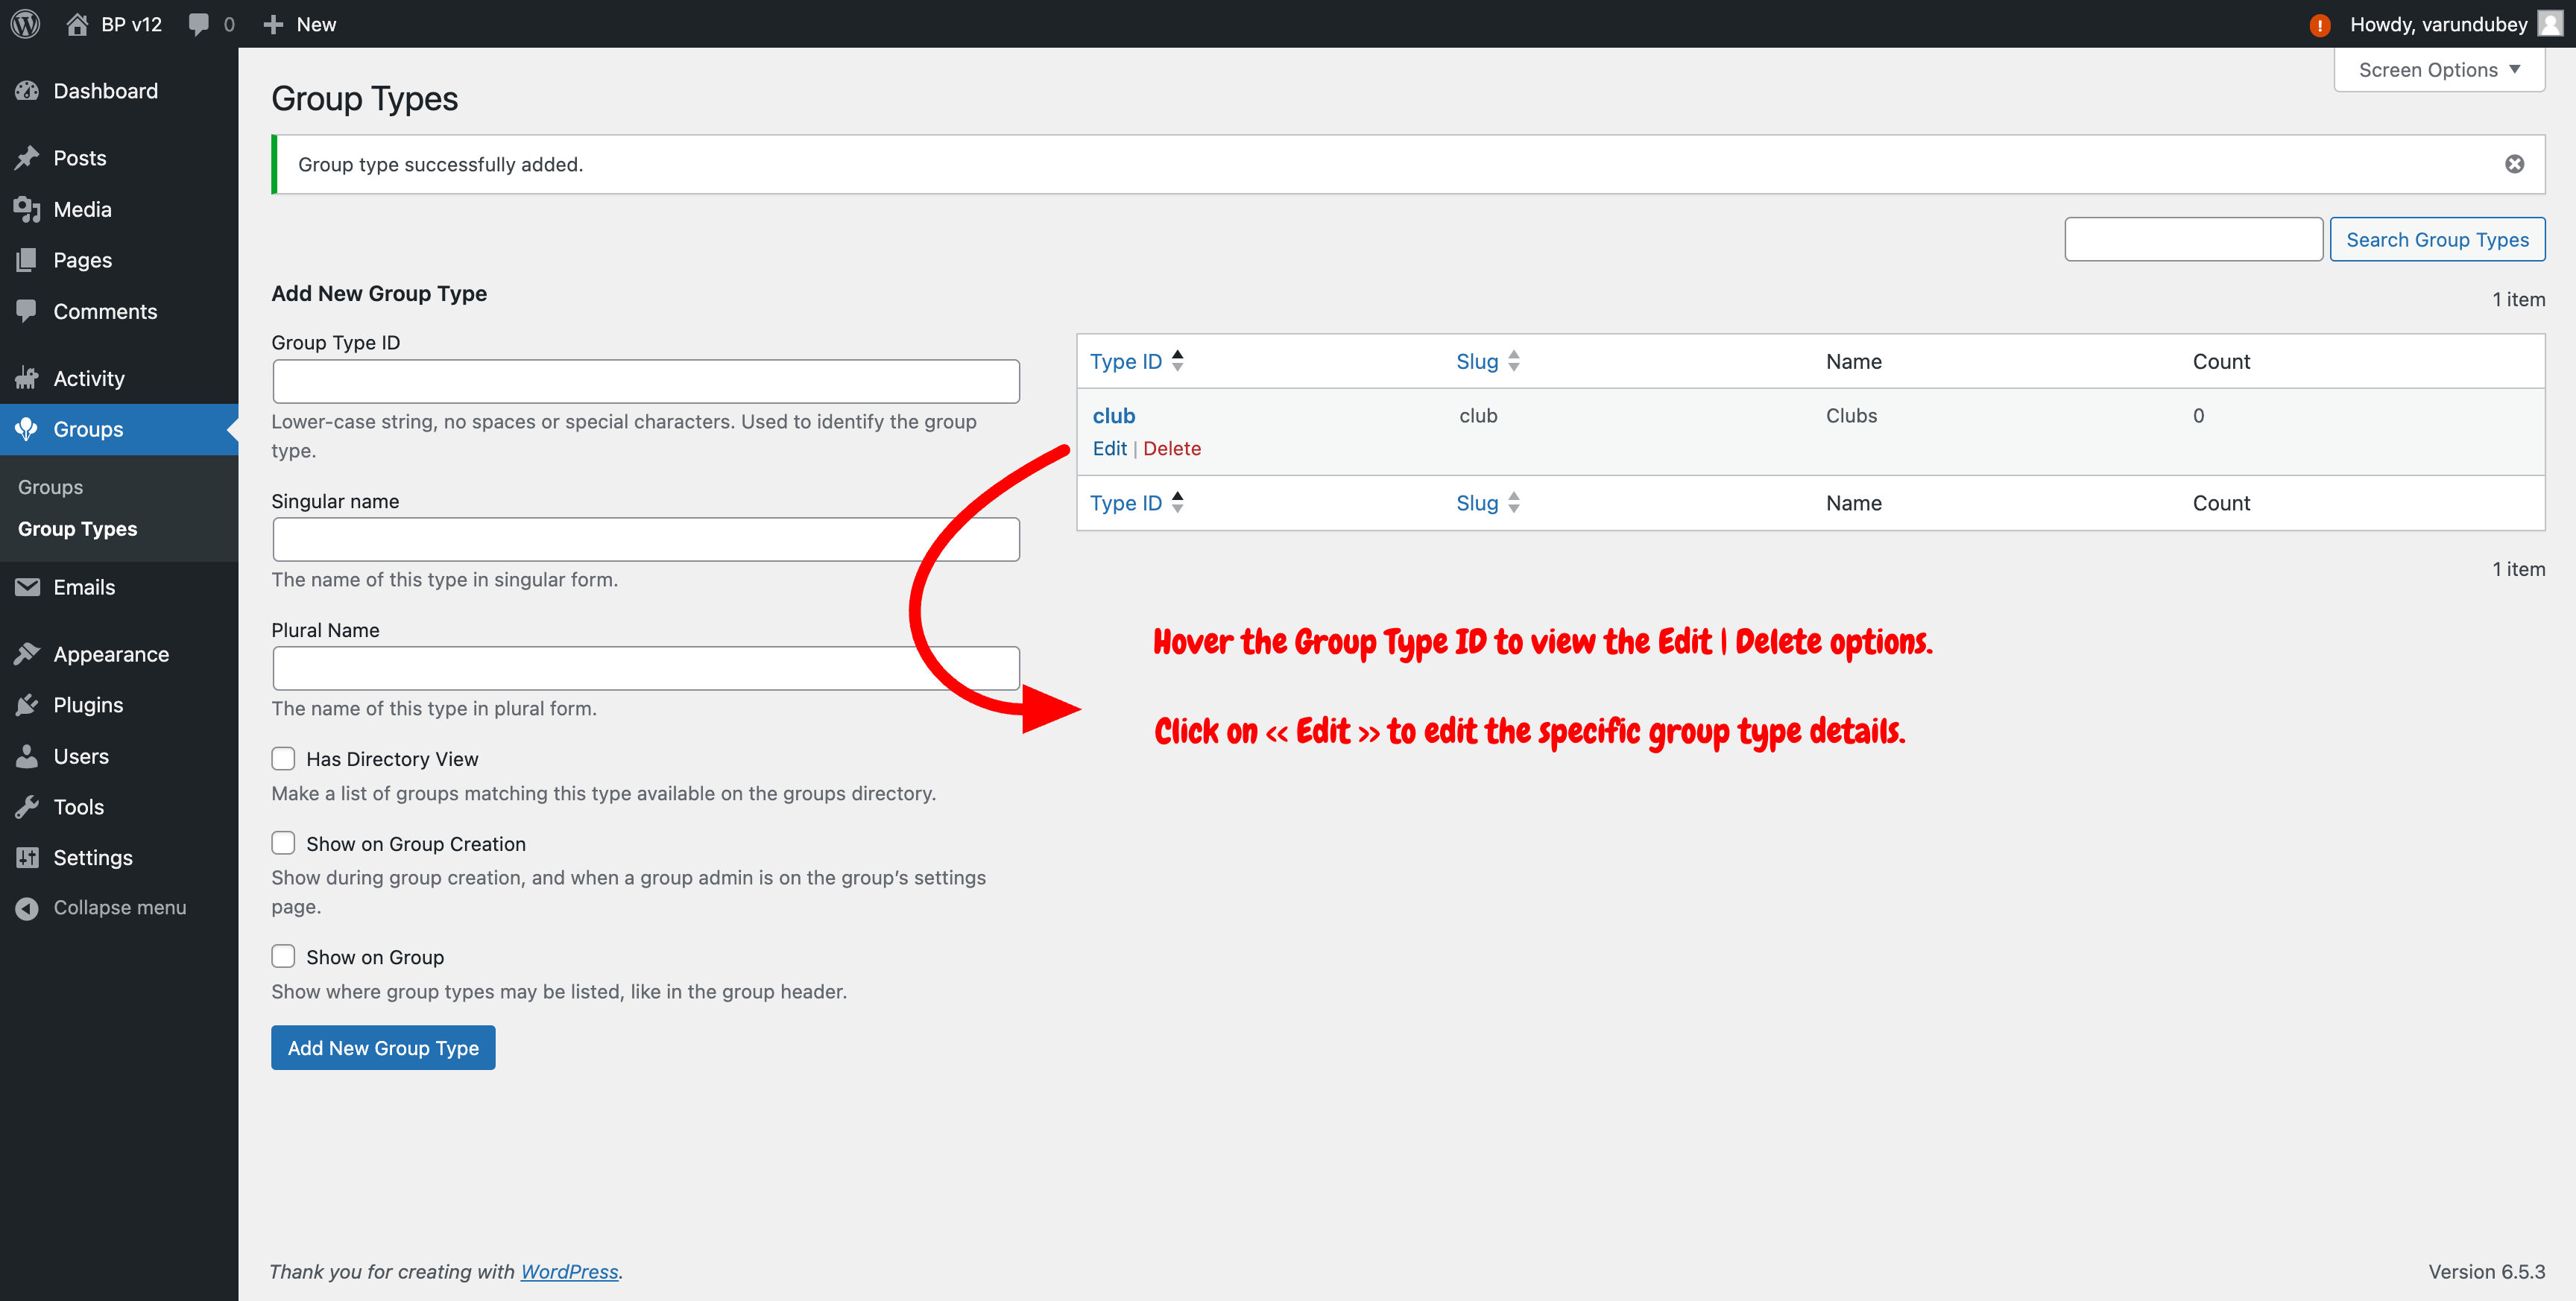 BP v12
0
New
Howdy, varundubey
Screen Options
Dashboard
Posts
Media
Pages
Comments
Activity
Groups
Groups
Group Types
Emails
Appearance
Plugins
Users
Tools
Settings
Collapse menu
Group Types
Group type successfully added.
Search Group Types
1 item
Add New Group Type
Group Type ID
Lower-case string, no spaces or special characters. Used to identify the group
type.
Singular name
The name of this type in singular form.
Plural Name
The name of this type in plural form.
Has Directory View
Make a list of groups matching this type available on the groups directory.
Show on Group Creation
Show during group creation, and when a group admin is on the group’s settings
page.
Show on Group
Show where group types may be listed, like in the group header.
Add New Group Type
Type ID Slug Name Count
club club Clubs 0
Edit | Delete
Type ID Slug Name Count
1 item
Hover the Group Type ID to view the Edit | Delete options.
Click on << Edit >> to edit the specific group type details.
Thank you for creating with WordPress.
Version 6.5.3